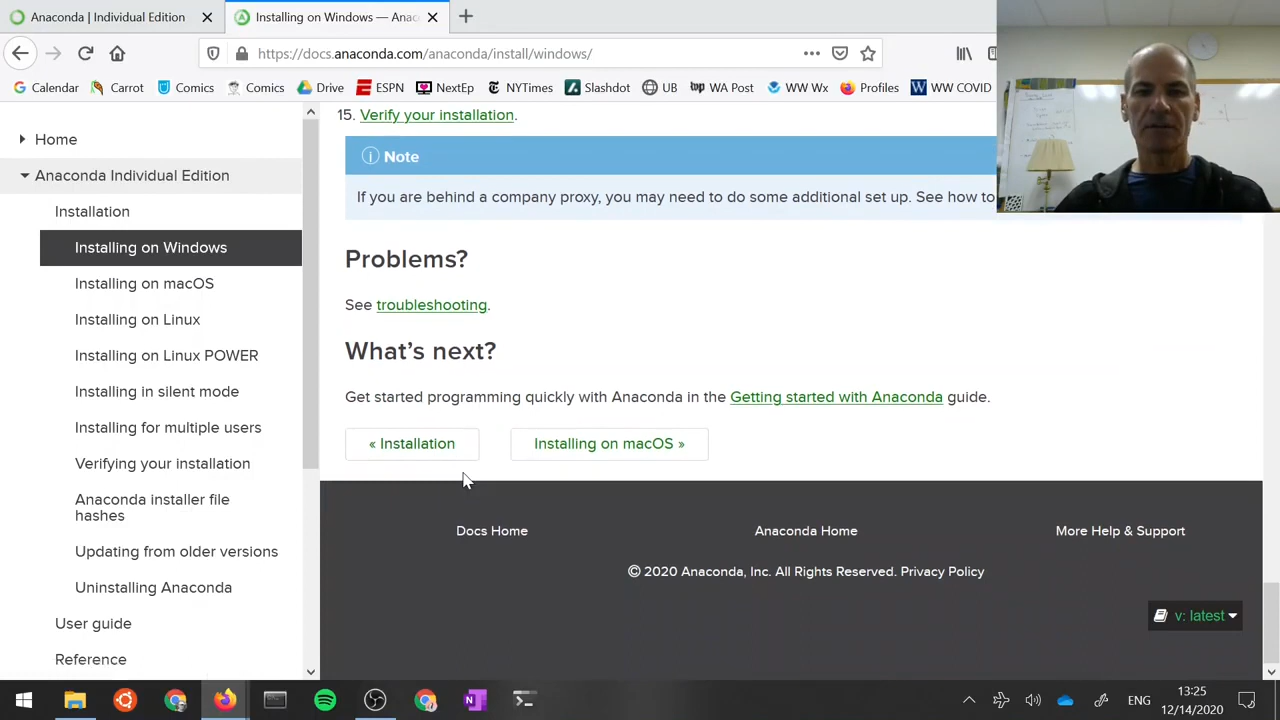 Anaconda | Individual Edition
Installing on Windows — Anac
https://docs.anaconda.com/anaconda/install/windows/
Calendar
Carrot
Comics
Comics
Drive
ESPN
NextEp
NYTimes
Slashdot
UB
WA Post
WW Wx
Profiles
WW COVID
Home
Anaconda Individual Edition
Installation
Installing on Windows
Installing on macOS
Installing on Linux
Installing on Linux POWER
Installing in silent mode
Installing for multiple users
Verifying your installation
Anaconda installer file
hashes
Updating from older versions
Uninstalling Anaconda
User guide
Reference
15. Verify your installation.
Note
If you are behind a company proxy, you may need to do some additional set up. See how to
Problems?
See troubleshooting.
What's next?
Get started programming quickly with Anaconda in the Getting started with Anaconda guide.
« Installation
Installing on macOS »
Docs Home
Anaconda Home
More Help & Support
© 2020 Anaconda, Inc. All Rights Reserved. Privacy Policy
v: latest
ENG
13:25
12/14/2020